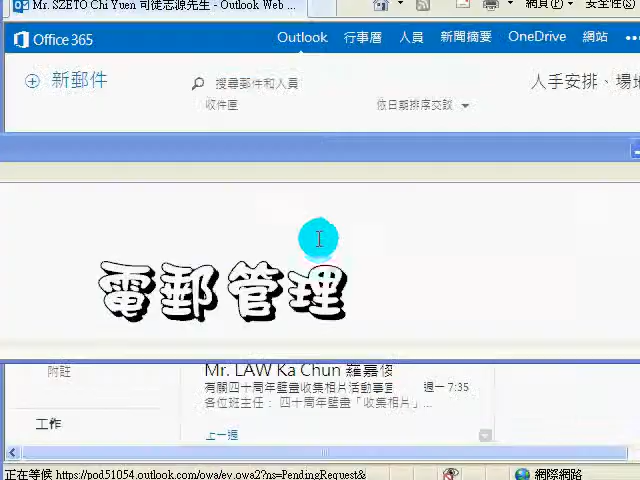 Mr. SZETO Chi Yuen 司徒志源先生 - Outlook Web ...
網頁(P)
安全性(S)
Office 365
Outlook 行事曆 人員 新聞摘要 OneDrive 網站 •••
新郵件
搜尋郵件和人員
人手安排、場地
收件匣
依日期排序交談
電郵管理
附註
Mr. LAW Ka Chun 羅嘉俊
有關四十周年壁畫收集相片活動事宜 週一 7:35
各位班主任： 四十周年壁畫「收集相片」...
工作
上一週
正在等候 https://pod51054.outlook.com/owa/ev.owa2?ns=PendingRequest&
網際網路